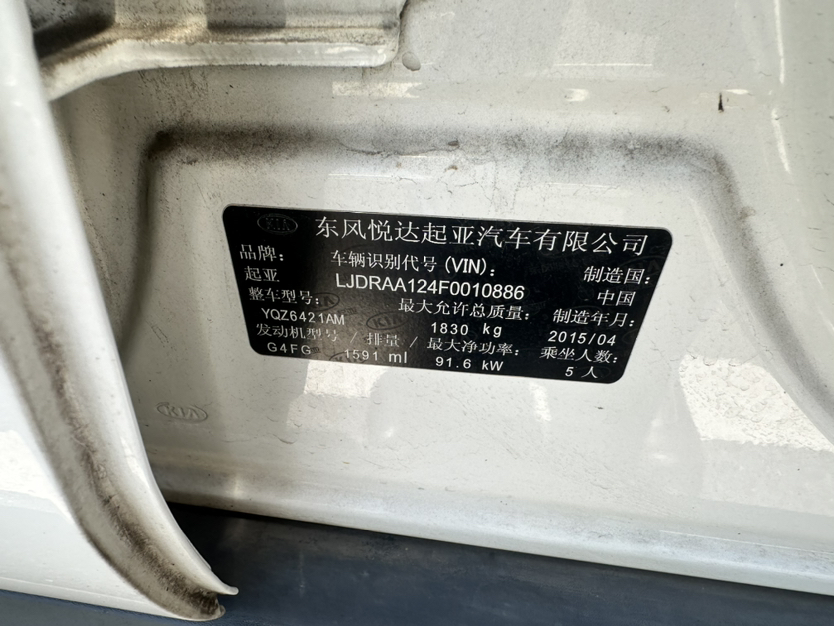 东风悦达起亚汽车有限公司
品牌： 车辆识别代号(VIN)： 制造国：
起亚 LJDRAA124F0010886 中国
整车型号： 最大允许总质量： 制造年月：
YQZ6421AM 1830 kg 2015/04
发动机型号 / 排量 / 最大净功率： 乘坐人数：
G4FG 1591 ml 91.6 kW 5 人
KIA